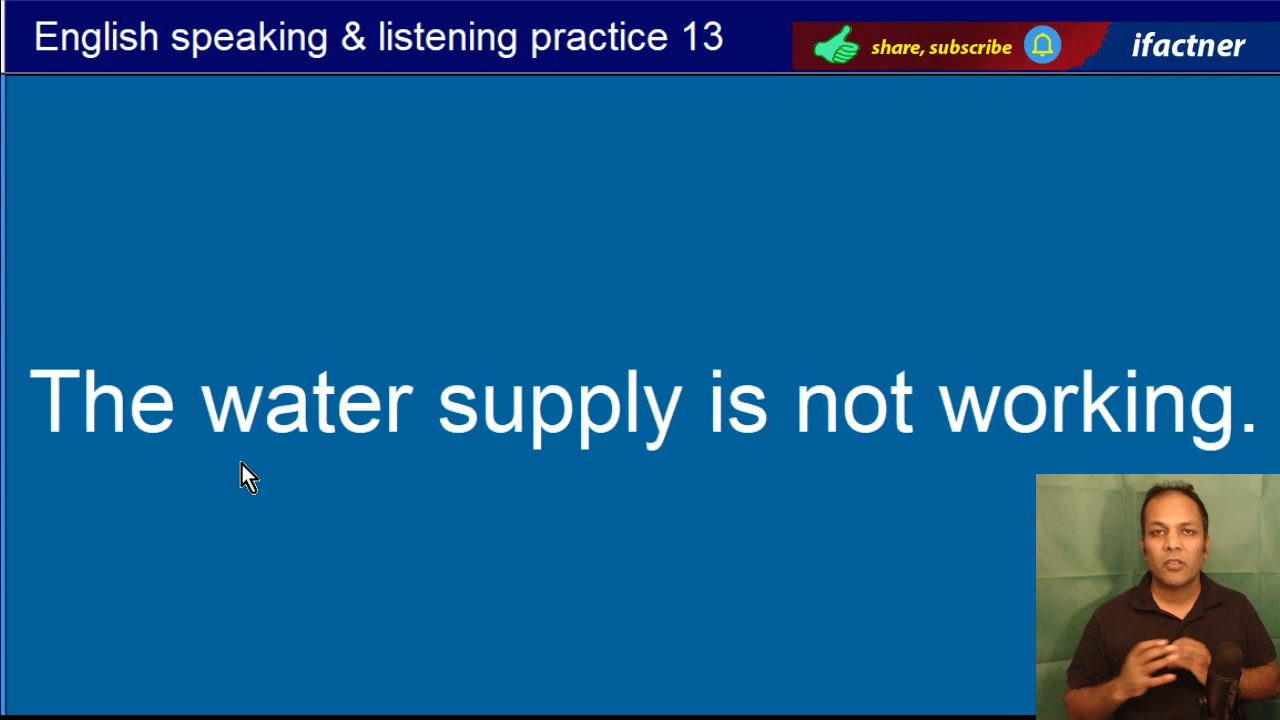 English speaking & listening practice 13
share, subscribe
ifactner
The water supply is not working.